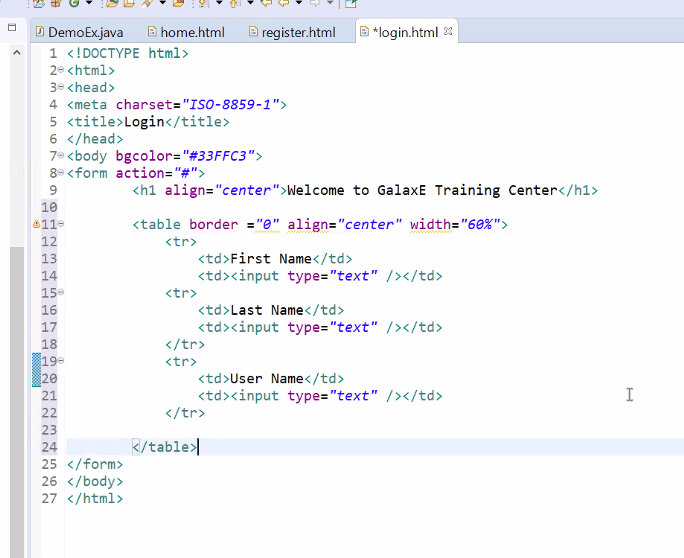 DemoEx.java home.html register.html *login.html
1 <!DOCTYPE html>
2 <html>
3 <head>
4 <meta charset="ISO-8859-1">
5 <title>Login</title>
6 </head>
7 <body bgcolor="#33FFC3">
8 <form action="#">
9 <h1 align="center">Welcome to GalaxE Training Center</h1>
10
11 <table border ="0" align="center" width="60%">
12 <tr>
13 <td>First Name</td>
14 <td><input type="text" /></td>
15 <tr>
16 <td>Last Name</td>
17 <td><input type="text" /></td>
18 </tr>
19 <tr>
20 <td>User Name</td>
21 <td><input type="text" /></td>
22 </tr>
23
24 </table>
25 </form>
26 </body>
27 </html>